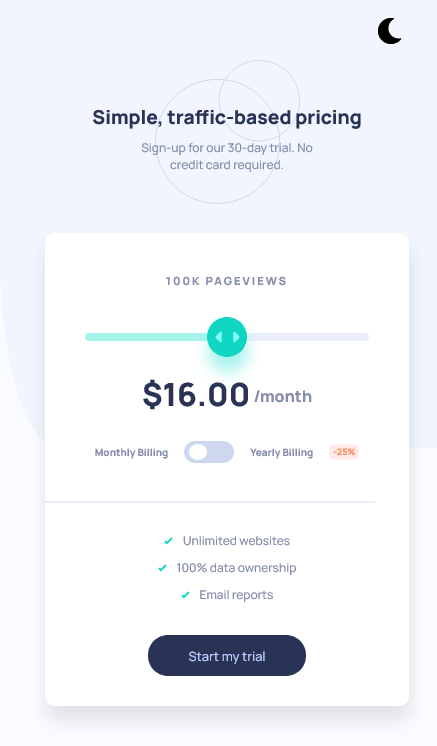 Simple, traffic-based pricing
Sign-up for our 30-day trial. No
credit card required.
100K PAGEVIEWS
$16.00 /month
Monthly Billing Yearly Billing -25%
Unlimited websites
100% data ownership
Email reports
Start my trial